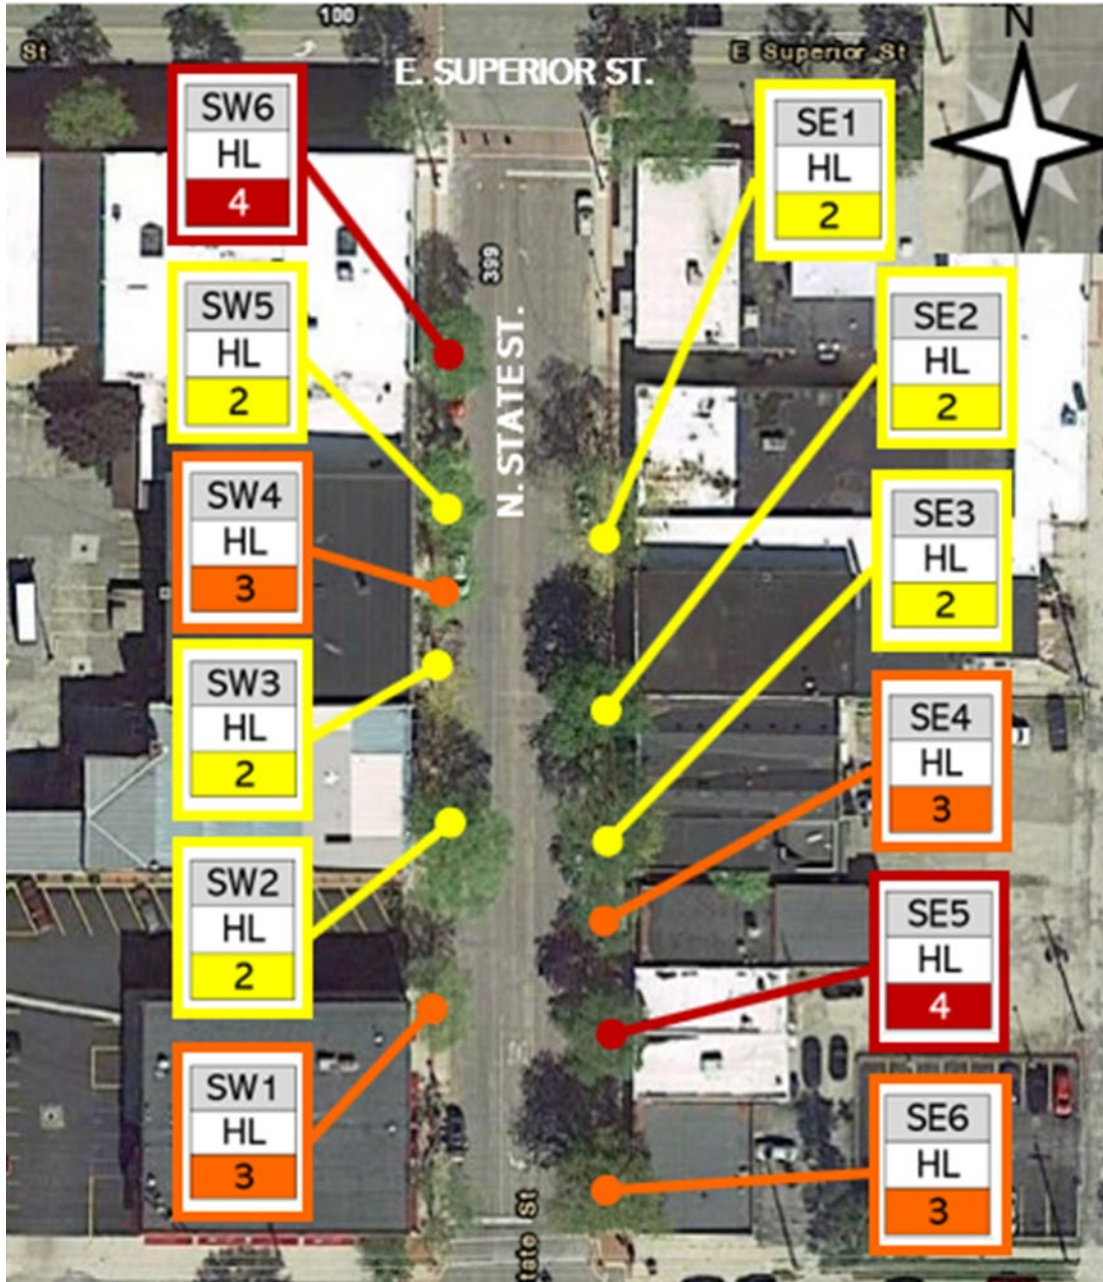 100
St
E. SUPERIOR ST.
E Superior St
N
SW6
HL
4
SE1
HL
2
399
SW5
HL
2
SE2
HL
2
N. STATE ST.
SW4
HL
3
SE3
HL
2
SW3
HL
2
SE4
HL
3
SW2
HL
2
SE5
HL
4
SW1
HL
3
SE6
HL
3
tate St